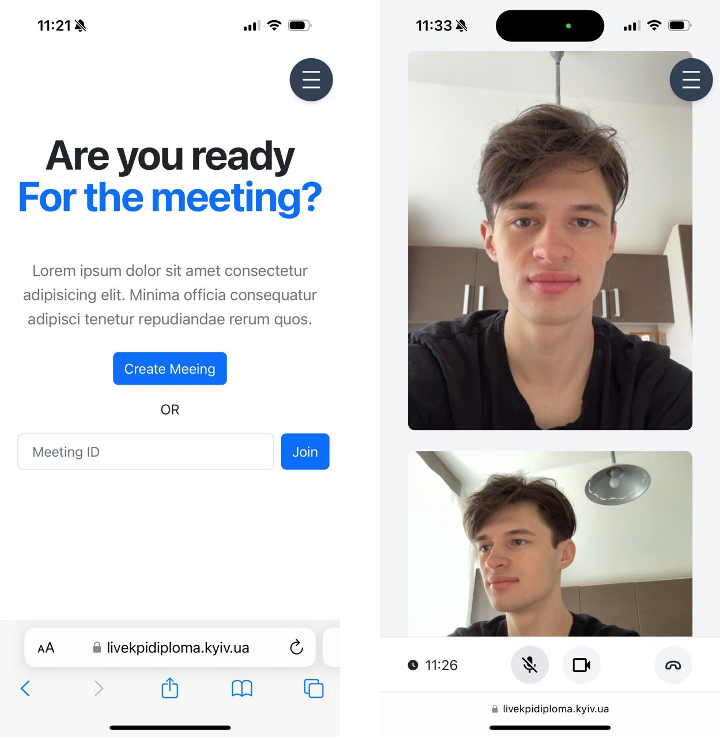 11:21
Are you ready
For the meeting?
Lorem ipsum dolor sit amet consectetur
adipisicing elit. Minima officia consequatur
adipisci tenetur repudiandae rerum quos.
Create Meeing
OR
Meeting ID
Join
AA
livekpidiploma.kyiv.ua
11:33
11:26
livekpidiploma.kyiv.ua